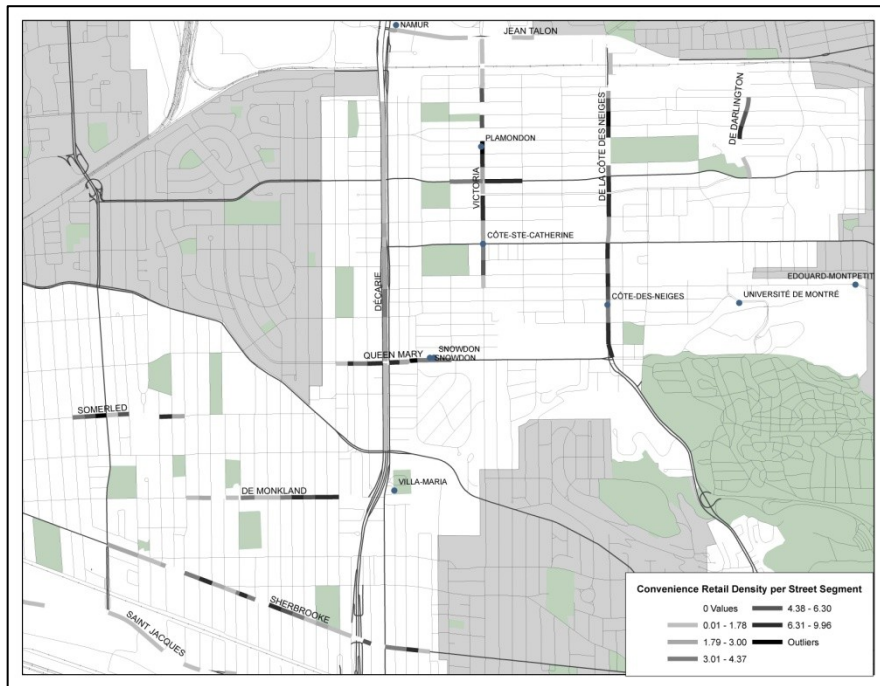 NAMUR
JEAN TALON
DE DARLINGTON
DE LA CÔTE DES NEIGES
PLAMONDON
VICTORIA
CÔTE-STE-CATHERINE
EDOUARD-MONTPETIT
DÉCARIE
CÔTE-DES-NEIGES
UNIVERSITÉ DE MONTRÉ
SNOWDON
QUEEN MARY
SNOWDON
SOMERLED
VILLA-MARIA
DE MONKLAND
SHERBROOKE
SAINT JACQUES
Convenience Retail Density per Street Segment
0 Values
4.38 - 6.30
0.01 - 1.78
6.31 - 9.96
1.79 - 3.00
Outliers
3.01 - 4.37